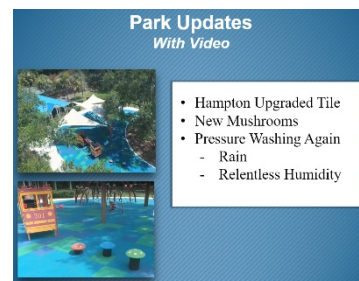 Park Updates
With Video
• Hampton Upgraded Tile
• New Mushrooms
• Pressure Washing Again
- Rain
- Relentless Humidity